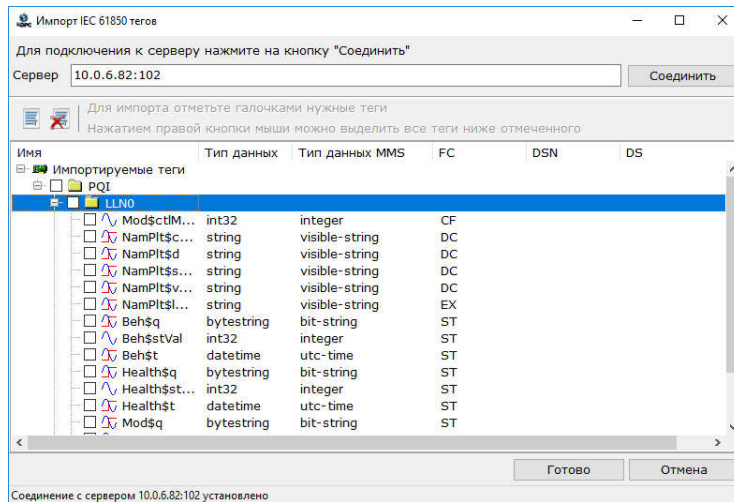 Импорт IEC 61850 тегов
Для подключения к серверу нажмите на кнопку "Соединить"
Сервер 10.0.6.82:102 Соединить
Для импорта отметьте галочками нужные теги
Нажатием правой кнопки мыши можно выделить все теги ниже отмеченного
Имя Тип данных Тип данных MMS FC DSN DS
Импортируемые теги
PQI
LLN0
Mod$ctlM... int32 integer CF
NamPlt$c... string visible-string DC
NamPlt$d string visible-string DC
NamPlt$s... string visible-string DC
NamPlt$v... string visible-string DC
NamPlt$l... string visible-string EX
Beh$q bytestring bit-string ST
Beh$stVal int32 integer ST
Beh$t datetime utc-time ST
Health$q bytestring bit-string ST
Health$st... int32 integer ST
Health$t datetime utc-time ST
Mod$q bytestring bit-string ST
Готово Отмена
Соединение с сервером 10.0.6.82:102 установлено